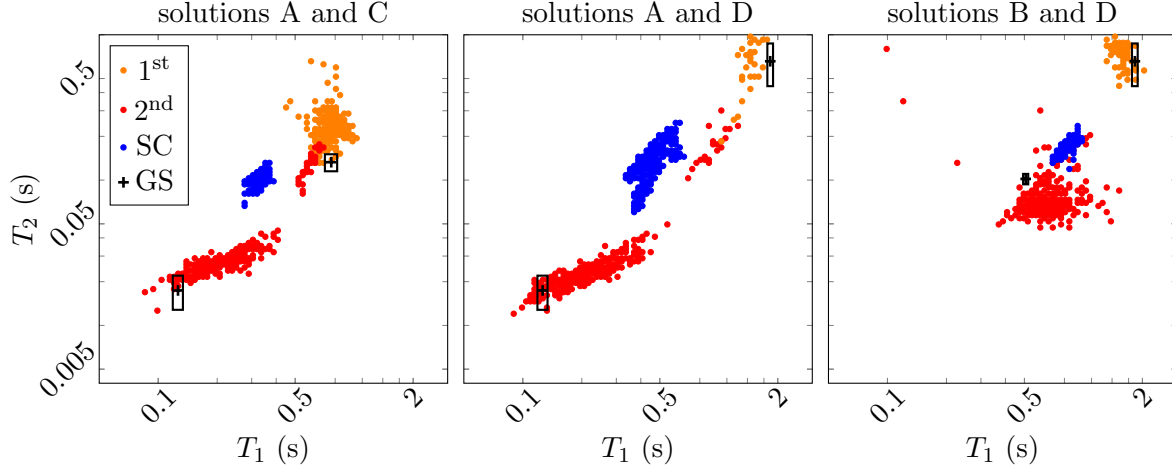 solutions A and C
solutions A and D
solutions B and D
1st
2nd
SC
GS
T2 (s)
0.5
0.05
0.005
0.1 0.5 2
0.1 0.5 2
0.1 0.5 2
T1 (s)
T1 (s)
T1 (s)